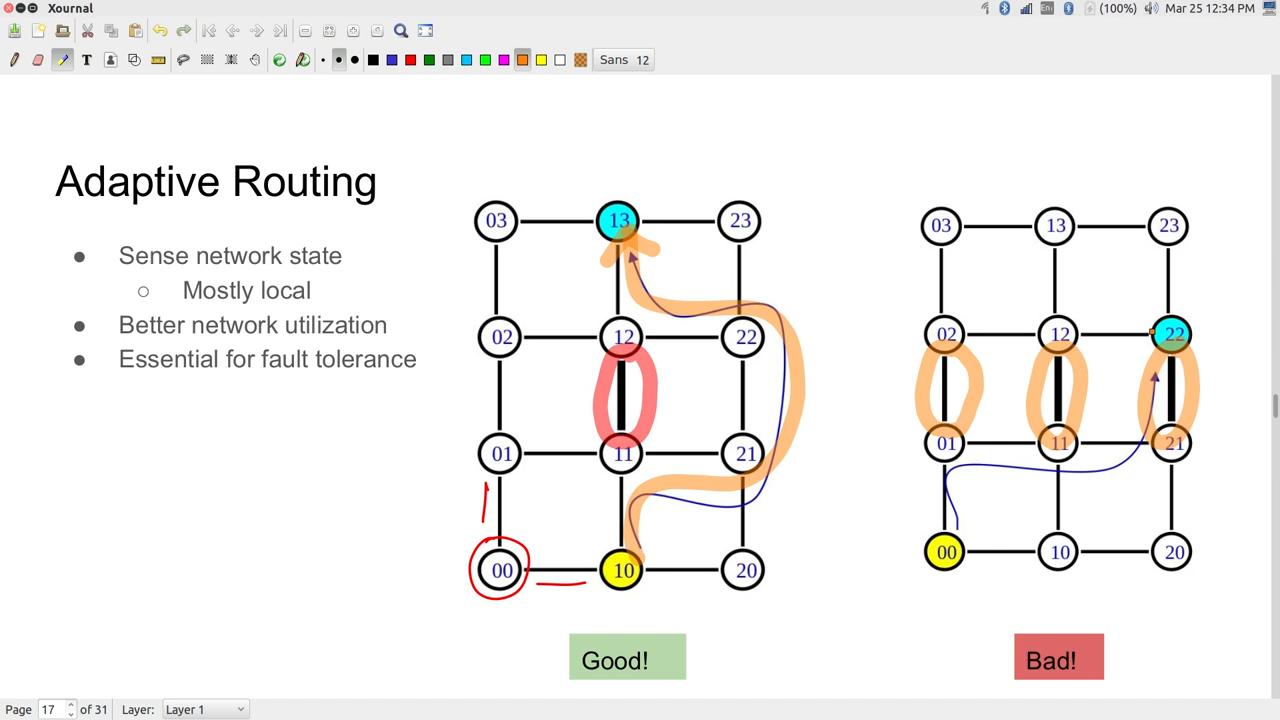 Xournal
En
(100%)
Mar 25 12:34 PM
T
Sans 12
Adaptive Routing
● Sense network state
○ Mostly local
● Better network utilization
● Essential for fault tolerance
03 13 23
02 12 22
01 11 21
00 10 20
Good!
03 13 23
02 12 22
01 11 21
00 10 20
Bad!
Page 17 of 31 Layer: Layer 1